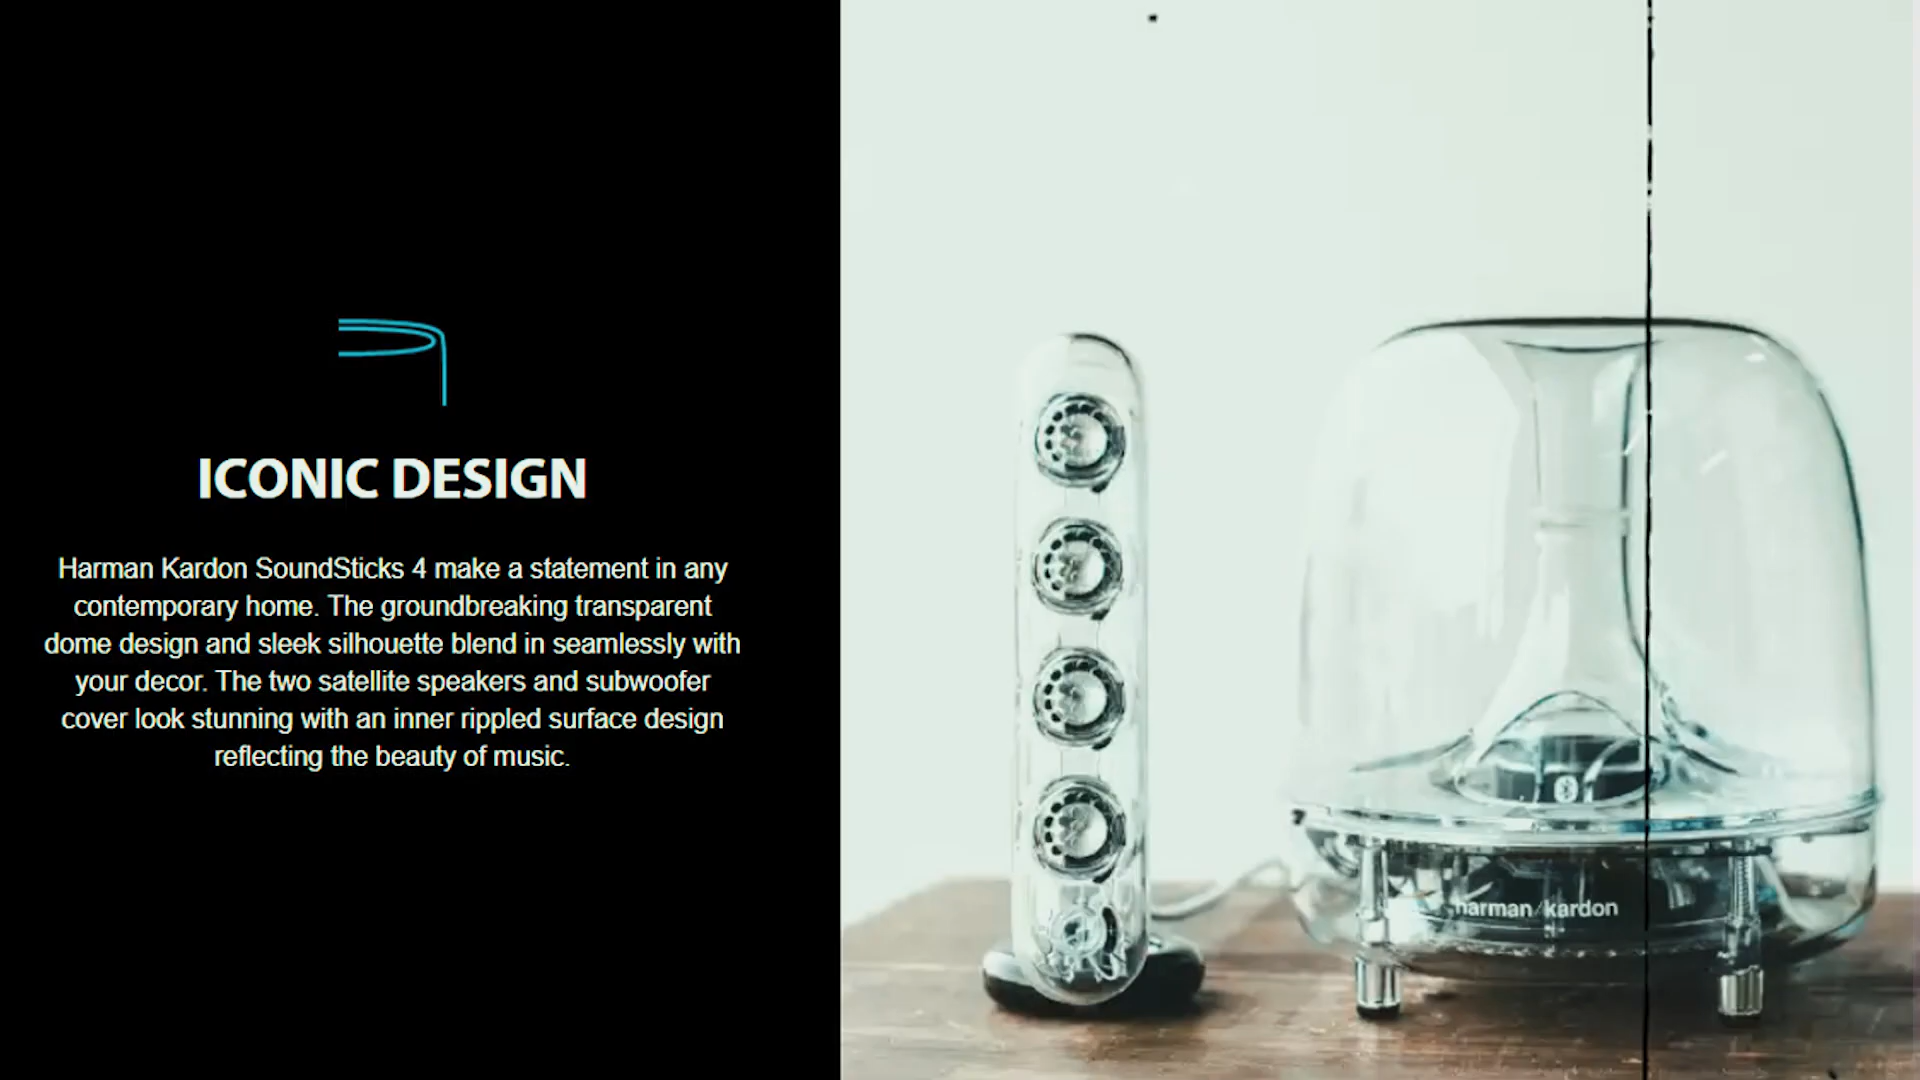 ICONIC DESIGN
Harman Kardon SoundSticks 4 make a statement in any
contemporary home. The groundbreaking transparent
dome design and sleek silhouette blend in seamlessly with
your decor. The two satellite speakers and subwoofer
cover look stunning with an inner rippled surface design
reflecting the beauty of music.
harman/kardon